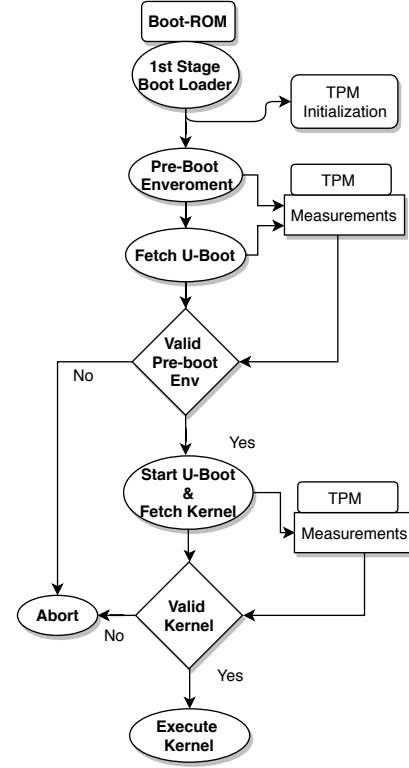 Boot-ROM
1st Stage
Boot Loader
TPM
Initialization
Pre-Boot
Enveroment
TPM
Measurements
Fetch U-Boot
Valid
Pre-boot
Env
No
Yes
Start U-Boot
&
Fetch Kernel
TPM
Measurements
Valid
Kernel
Abort
No
Yes
Execute
Kernel